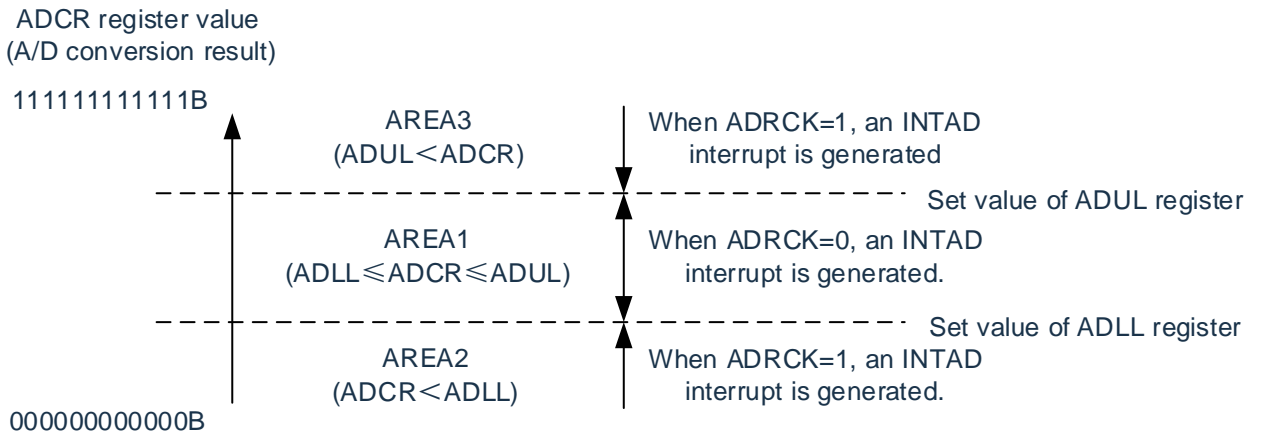 ADCR register value
(A/D conversion result)
111111111111B
AREA3
(ADUL＜ADCR)
When ADRCK=1, an INTAD
interrupt is generated
Set value of ADUL register
AREA1
(ADLL≤ADCR≤ADUL)
When ADRCK=0, an INTAD
interrupt is generated.
Set value of ADLL register
AREA2
(ADCR＜ADLL)
When ADRCK=1, an INTAD
interrupt is generated.
000000000000B